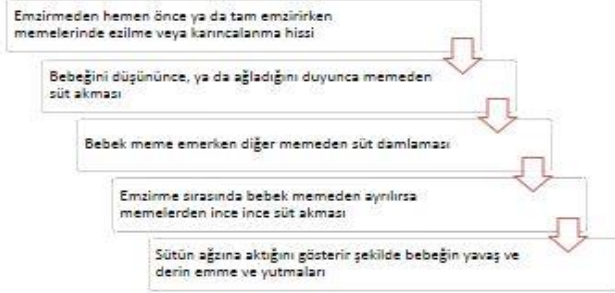 Emzirmeden hemen önce ya da tam emzirirken
memelerinde ezilme veya karıncalanma hissi
Bebeğini düşününce, ya da ağladığını duyunca memeden
süt akması
Bebek meme emerken diğer memeden süt damlaması
Emzirme sırasında bebek memeden ayrılırsa
memelerden ince ince süt akması
Sütün ağzına aktığını gösterir şekilde bebeğin yavaş ve
derin emme ve yutmaları